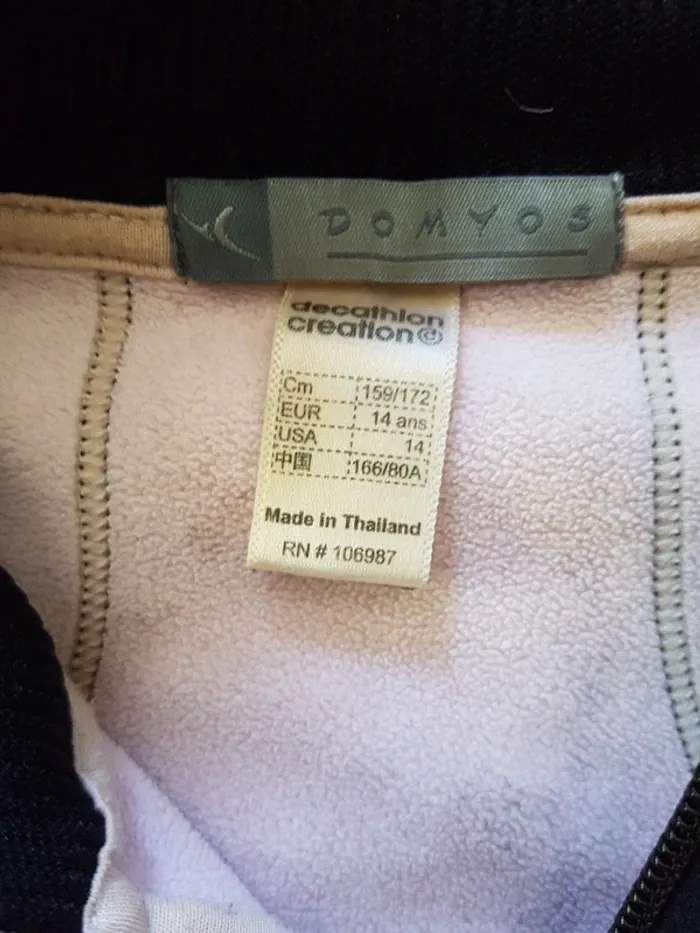 DOMYOS
decathlon
creation©
Cm 159/172
EUR 14 ans
USA 14
中国 166/80A
Made in Thailand
RN # 106987